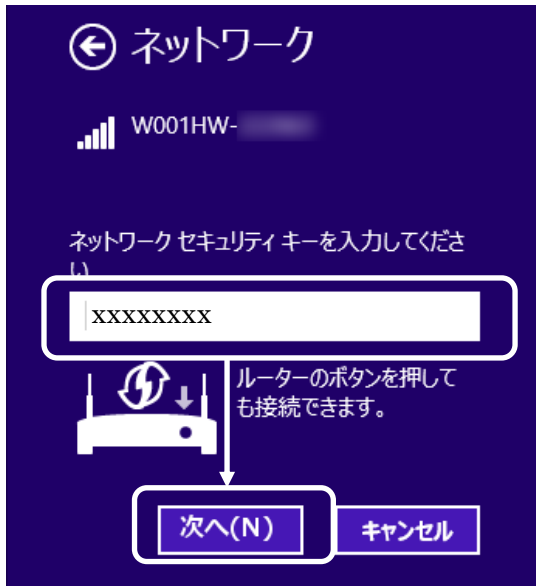 ネットワーク
W001HW-
ネットワーク セキュリティ キーを入力してくださ
い
xxxxxxxx
ルーターのボタンを押して
も接続できます。
次へ(N)
キャンセル